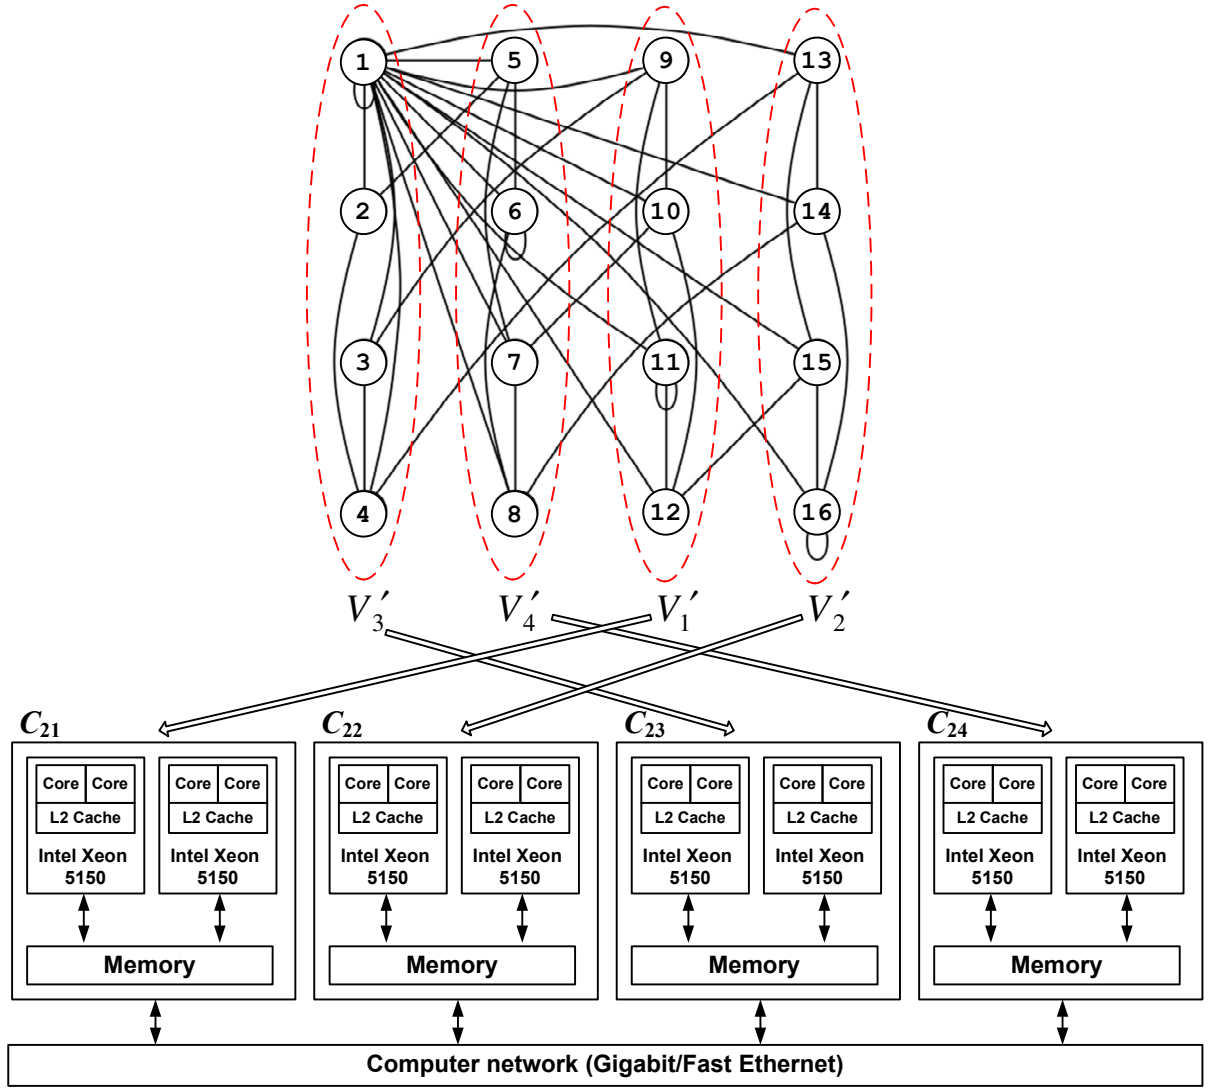 1 5 9 13
2 6 10 14
3 7 11 15
4 8 12 16
V′3 V′4 V′1 V′2
C21 C22 C23 C24
Core Core Core Core Core Core Core Core Core Core Core Core Core Core Core Core
L2 Cache L2 Cache L2 Cache L2 Cache L2 Cache L2 Cache L2 Cache L2 Cache
Intel Xeon Intel Xeon Intel Xeon Intel Xeon Intel Xeon Intel Xeon Intel Xeon Intel Xeon
5150 5150 5150 5150 5150 5150 5150 5150
Memory Memory Memory Memory
Computer network (Gigabit/Fast Ethernet)